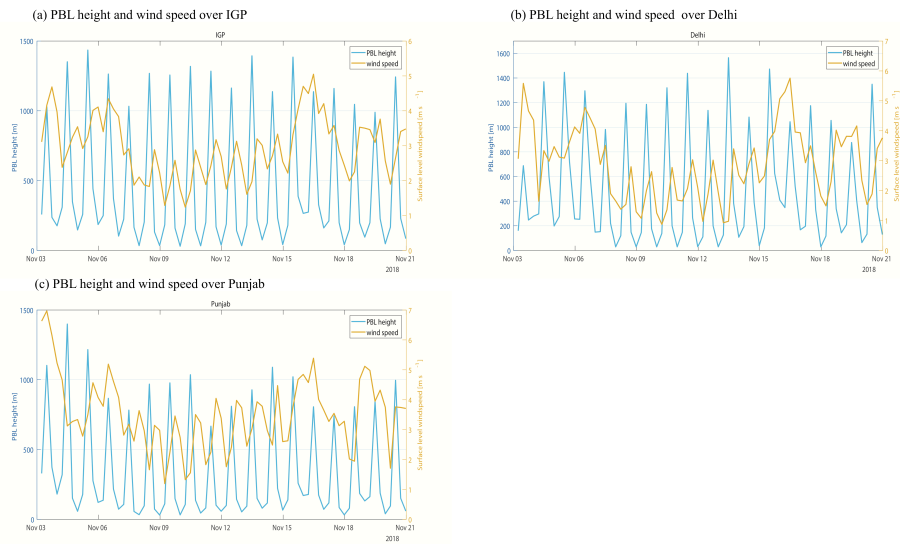 (a) PBL height and wind speed over IGP
IGP
PBL height [m]
1500
1000
500
0
Surface level windspeed [m s⁻¹]
6
5
4
3
2
1
0
PBL height
wind speed
Nov 03 Nov 06 Nov 09 Nov 12 Nov 15 Nov 18 Nov 21
2018
(b) PBL height and wind speed over Delhi
Delhi
PBL height [m]
1600
1400
1200
1000
800
600
400
200
0
Surface level windspeed [m s⁻¹]
7
6
5
4
3
2
1
0
PBL height
wind speed
Nov 03 Nov 06 Nov 09 Nov 12 Nov 15 Nov 18 Nov 21
2018
(c) PBL height and wind speed over Punjab
Punjab
PBL height [m]
1500
1000
500
0
Surface level windspeed [m s⁻¹]
7
6
5
4
3
2
1
0
PBL height
wind speed
Nov 03 Nov 06 Nov 09 Nov 12 Nov 15 Nov 18 Nov 21
2018